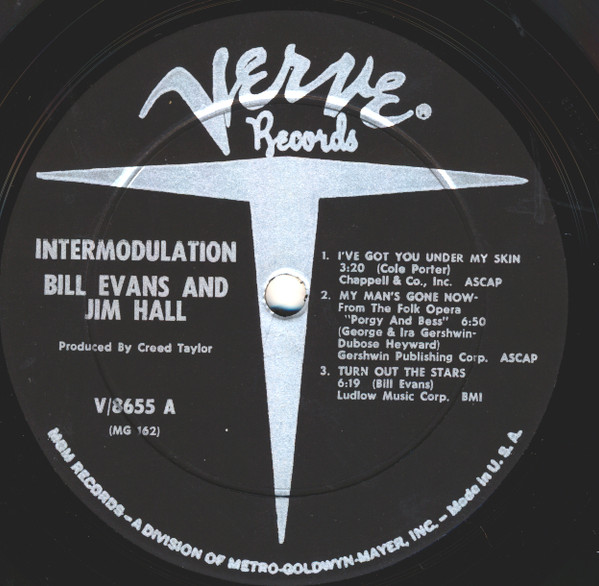 Verve®
Records
INTERMODULATION
BILL EVANS AND
JIM HALL
Produced By Creed Taylor
V/8655 A
(MG 162)
1. I'VE GOT YOU UNDER MY SKIN
3:20 (Cole Porter)
Chappell & Co., Inc. ASCAP
2. MY MAN'S GONE NOW-
From The Folk Opera
"Porgy And Bess" 6:50
(George & Ira Gershwin-
Dubose Heyward)
Gershwin Publishing Corp. ASCAP
3. TURN OUT THE STARS
6:19 (Bill Evans)
Ludlow Music Corp. BMI
MGM RECORDS—A DIVISION OF METRO-GOLDWYN-MAYER, INC. – Made in U. S. A.